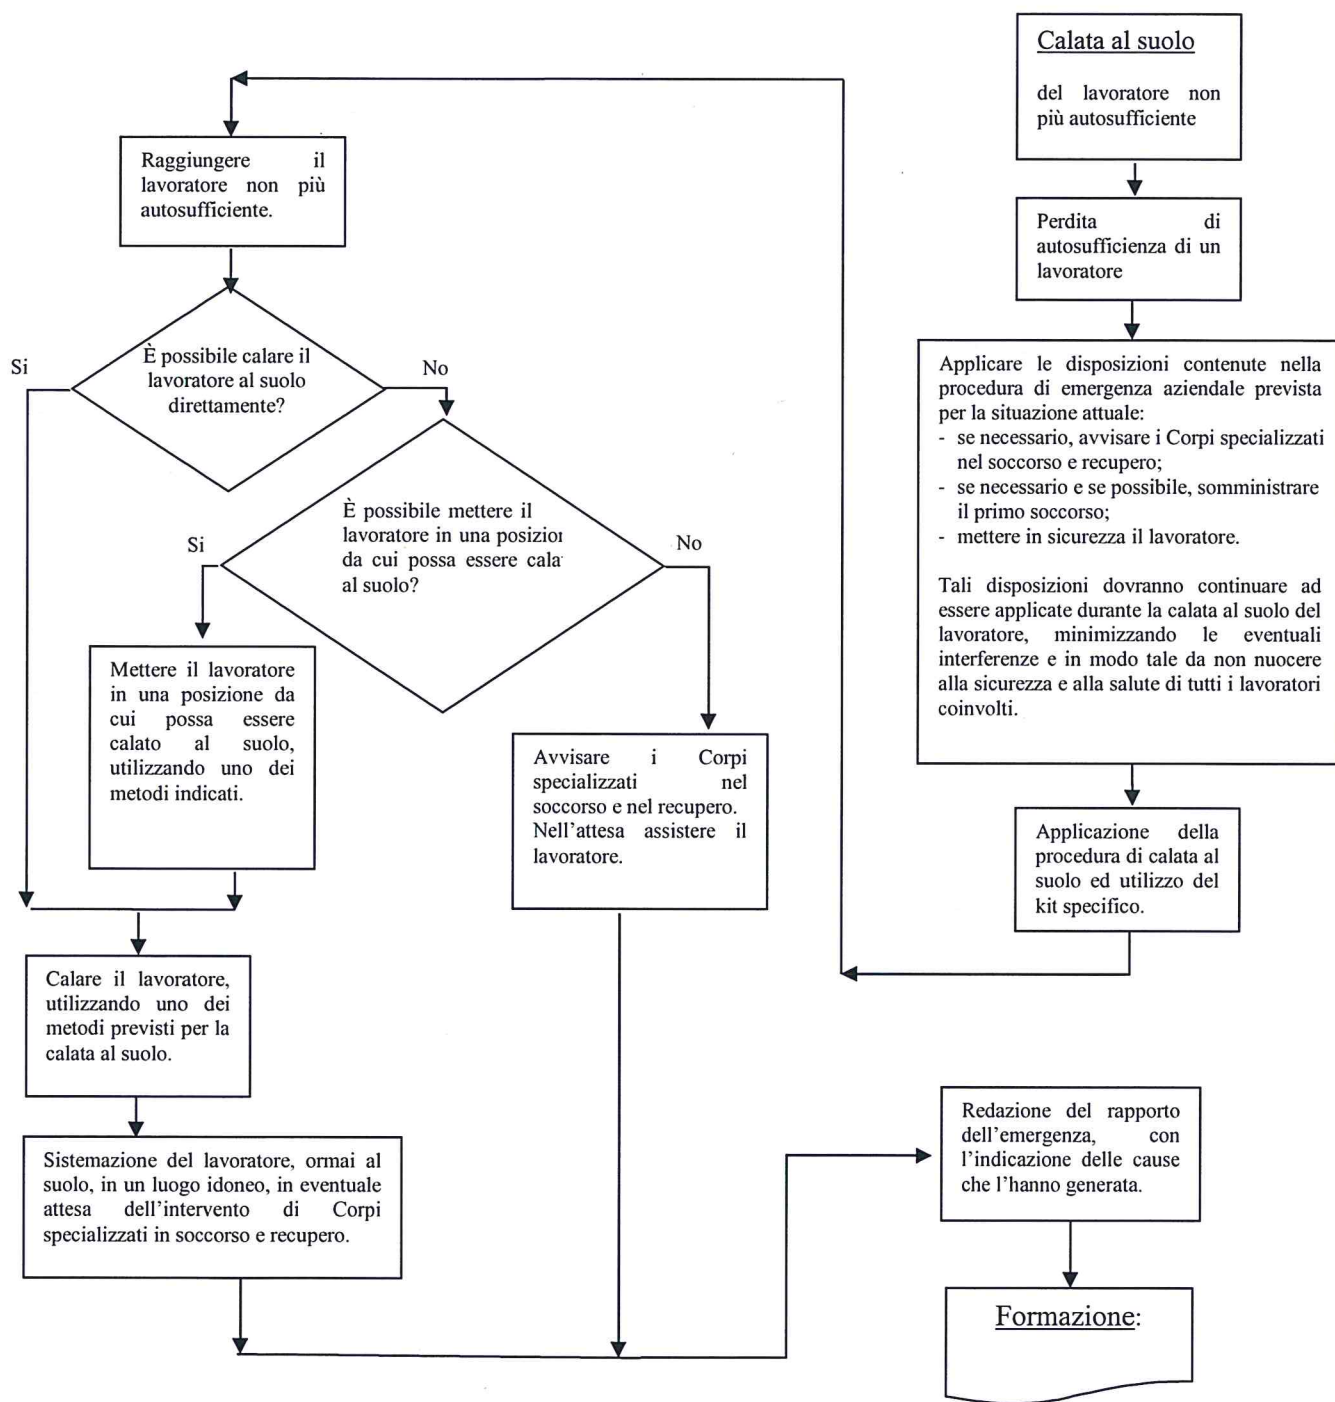 Calata al suolo
del lavoratore non
più autosufficiente
Perdita di
autosufficienza di un
lavoratore
Applicare le disposizioni contenute nella
procedura di emergenza aziendale prevista
per la situazione attuale:
- se necessario, avvisare i Corpi specializzati
nel soccorso e recupero;
- se necessario e se possibile, somministrare
il primo soccorso;
- mettere in sicurezza il lavoratore.
Tali disposizioni dovranno continuare ad
essere applicate durante la calata al suolo del
lavoratore, minimizzando le eventuali
interferenze e in modo tale da non nuocere
alla sicurezza e alla salute di tutti i lavoratori
coinvolti.
Applicazione della
procedura di calata al
suolo ed utilizzo del
kit specifico.
Raggiungere il
lavoratore non più
autosufficiente.
È possibile calare il
lavoratore al suolo
direttamente?
Si
No
È possibile mettere il
lavoratore in una
da cui possa essere
al suolo?
Si
No
Mettere il lavoratore
in una posizione da
cui possa essere
calato al suolo,
utilizzando uno dei
metodi indicati.
Avvisare i Corpi
specializzati nel
soccorso e nel recupero.
Nell'attesa assistere il
lavoratore.
Calare il lavoratore,
utilizzando uno dei
metodi previsti per la
calata al suolo.
Sistemazione del lavoratore, ormai al
suolo, in un luogo idoneo, in eventuale
attesa dell'intervento di Corpi
specializzati in soccorso e recupero.
Redazione del rapporto
dell'emergenza, con
l'indicazione delle cause
che l'hanno generata.
Formazione: